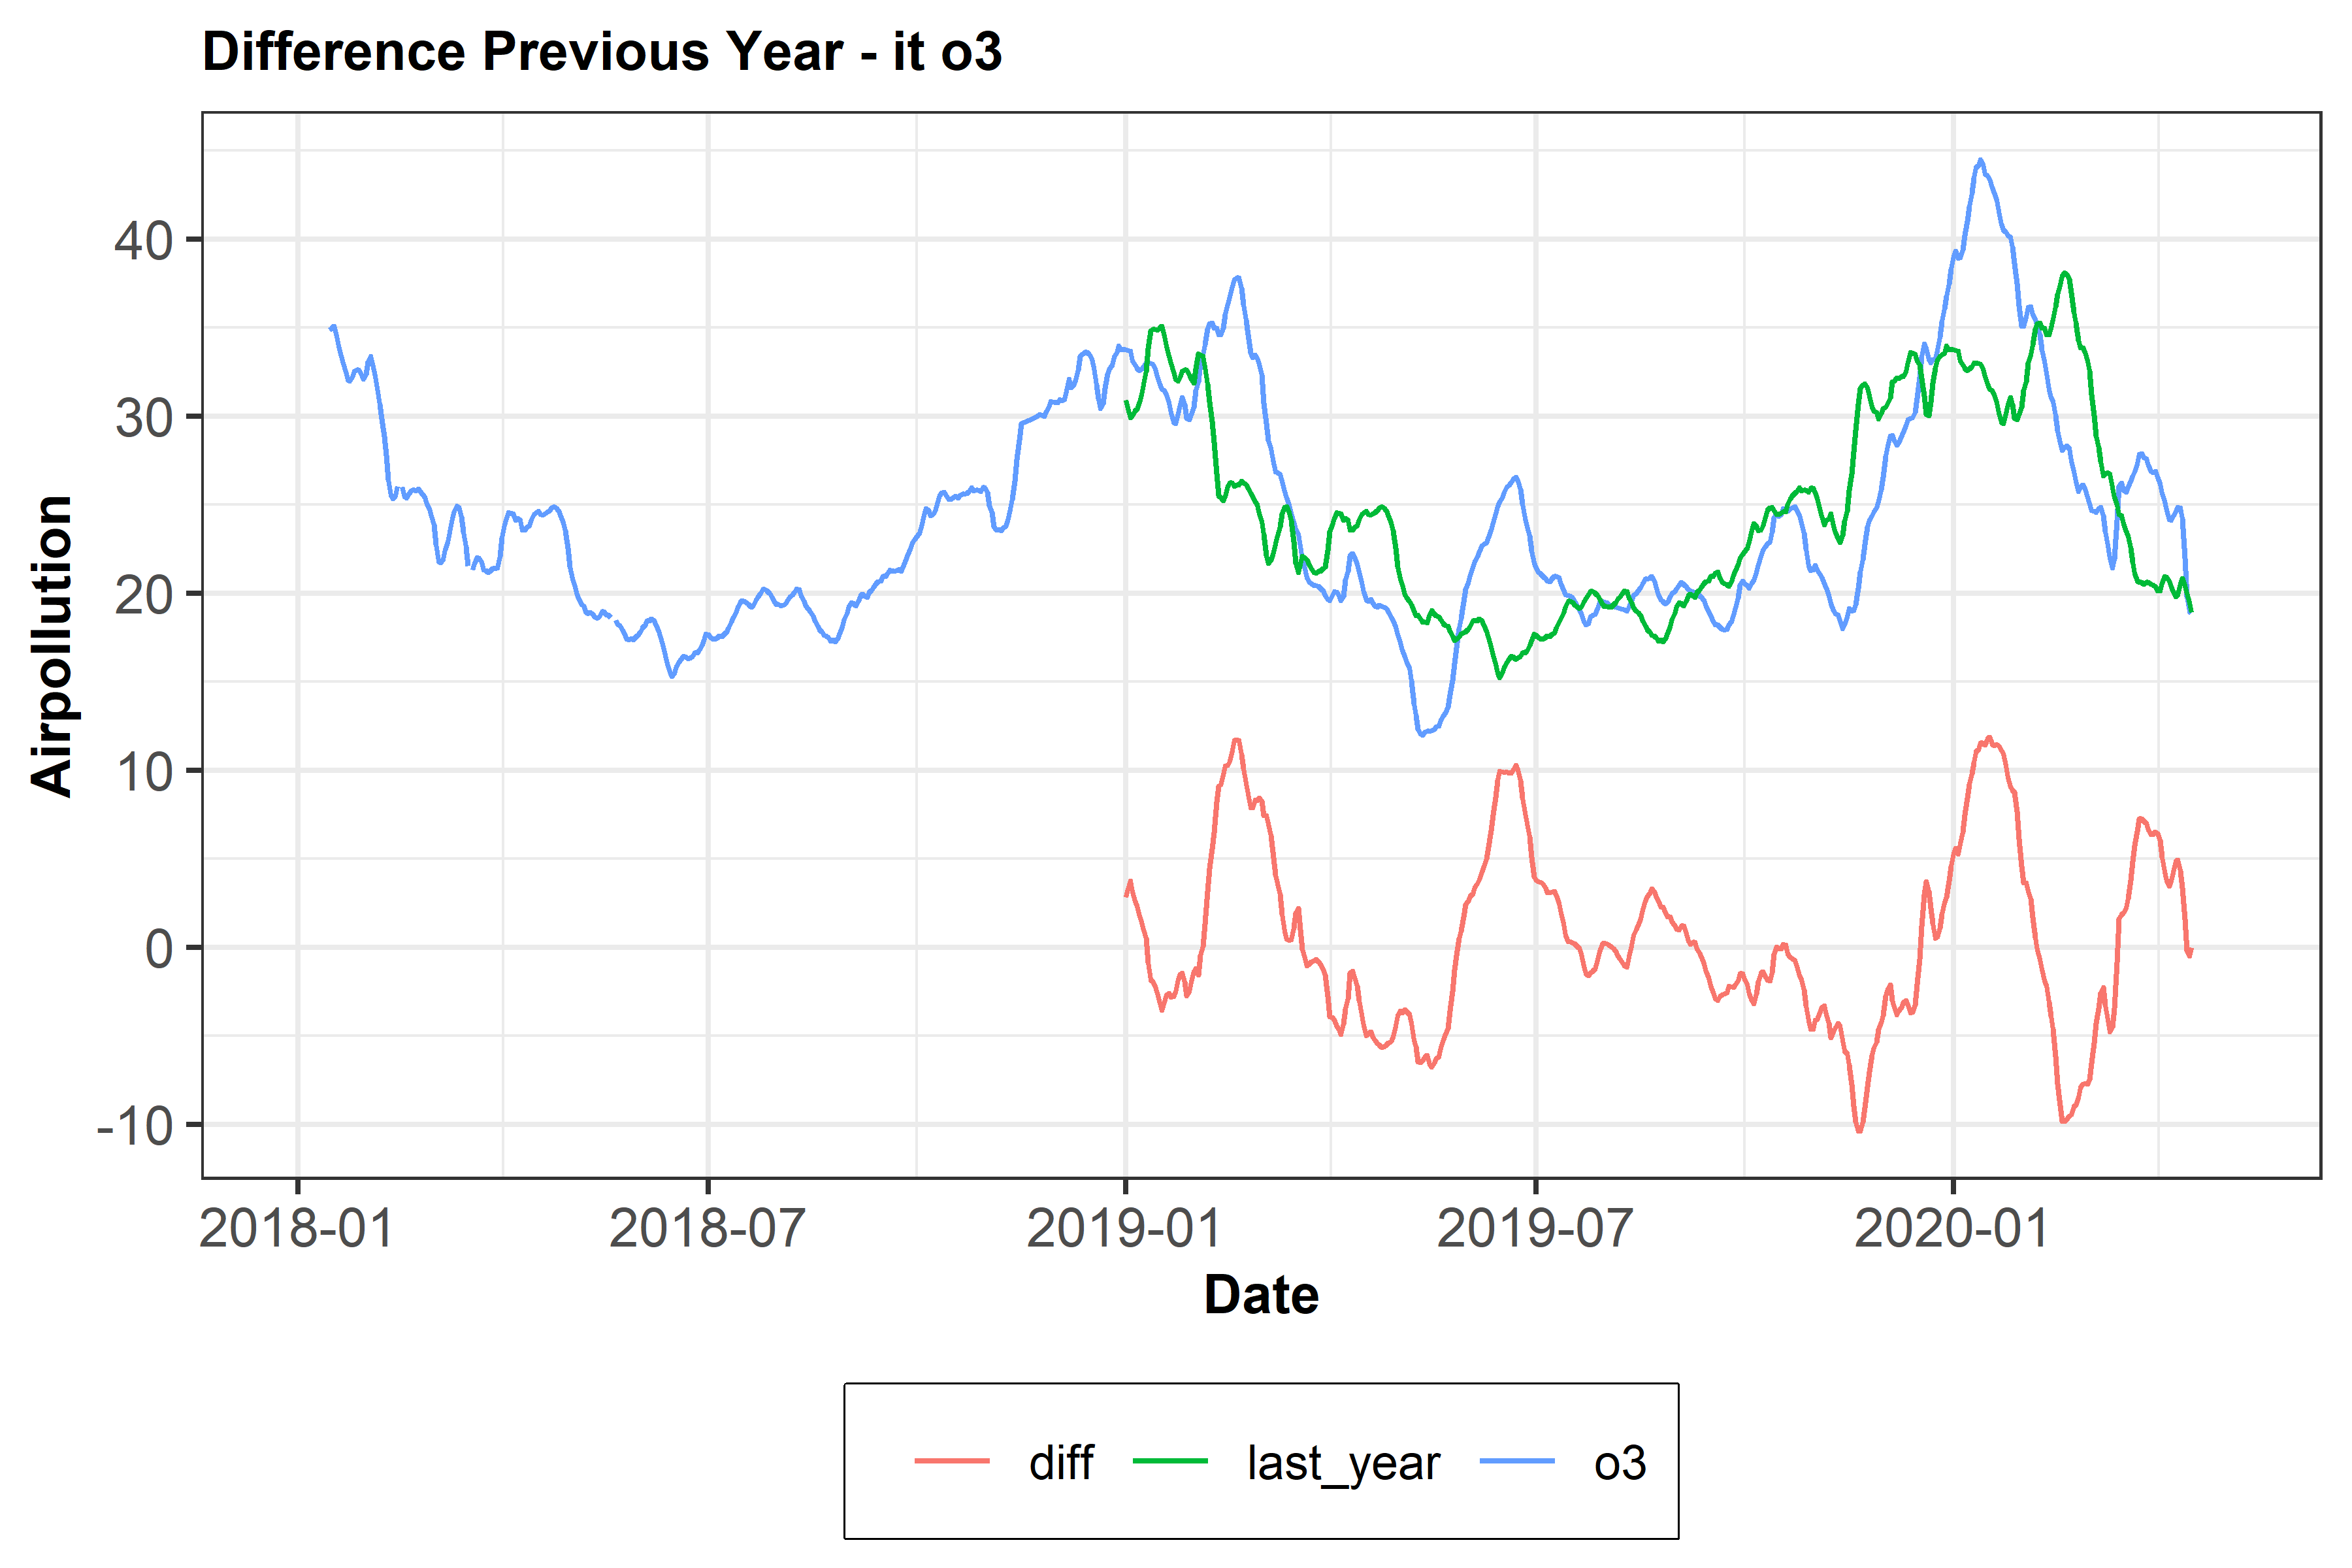 Difference Previous Year - it o3
Airpollution
40
30
20
10
0
-10
2018-01 2018-07 2019-01 2019-07 2020-01
Date
diff last_year o3